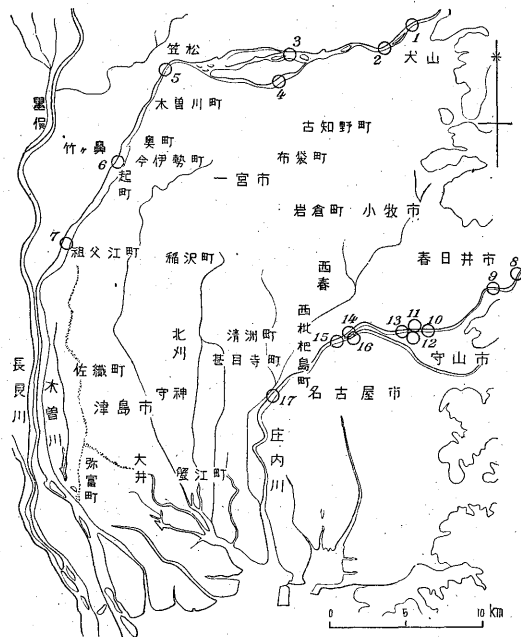 1
2
3
犬山
笠松
5
4
木曽川町
墨俣
古知野町
奥町
竹ヶ鼻
今伊勢町
布袋町
6
起町
一宮市
岩倉町
小牧市
7
祖父江町
稲沢町
西春
春日井市
8
9
西枇杷島町
11
13
10
14
12
15
16
守山市
北
刈
清洲町
甚目寺町
佐織町
守神
津島市
名古屋市
17
長良川
木曽川
庄内川
大井
蟹江町
弥富町
0
5
10 km